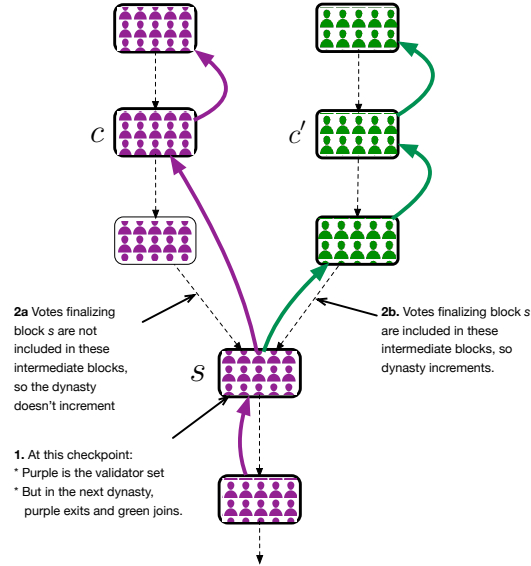 c
c′
2a Votes finalizing
block s are not
included in these
intermediate blocks,
so the dynasty
doesn't increment
2b. Votes finalizing block s
are included in these
intermediate blocks, so
dynasty increments.
s
1. At this checkpoint:
* Purple is the validator set
* But in the next dynasty,
purple exits and green joins.